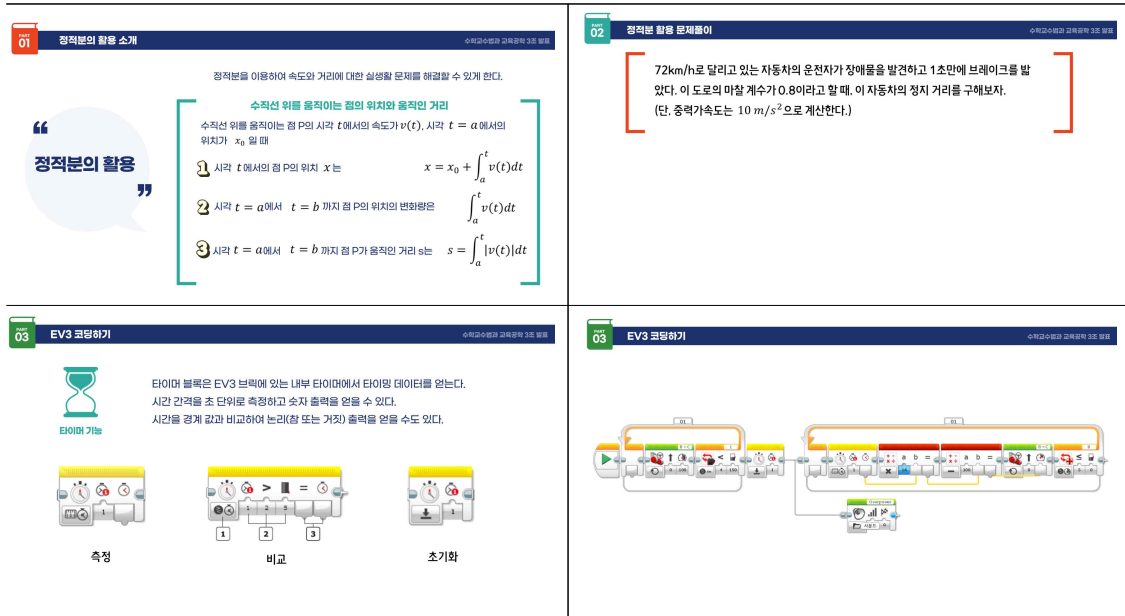 PART
01
정적분의 활용 소개
수학교수법과 교육공학 3조 발표
정적분을 이용하여 속도와 거리에 대한 실생활 문제를 해결할 수 있게 한다.
“
정적분의 활용
”
수직선 위를 움직이는 점의 위치와 움직인 거리
수직선 위를 움직이는 점 P의 시각 t에서의 속도가 v(t), 시각 t = a에서의
위치가 x₀ 일 때
1 시각 t에서의 점 P의 위치 x는 x = x₀ + ∫ₐᵗ v(t)dt
2 시각 t = a에서 t = b 까지 점 P의 위치의 변화량은 ∫ₐᵗ v(t)dt
3 시각 t = a에서 t = b 까지 점 P가 움직인 거리 s는 s = ∫ₐᵗ |v(t)|dt
PART
02
정적분 활용 문제풀이
수학교수법과 교육공학 3조 발표
72km/h로 달리고 있는 자동차의 운전자가 장애물을 발견하고 1초만에 브레이크를 밟
았다. 이 도로의 마찰 계수가 0.8이라고 할 때. 이 자동차의 정지 거리를 구해보자.
(단, 중력가속도는 10 m/s²으로 계산한다.)
PART
03
EV3 코딩하기
수학교수법과 교육공학 3조 발표
타이머 기능
타이머 블록은 EV3 브릭에 있는 내부 타이머에서 타이밍 데이터를 얻는다.
시간 간격을 초 단위로 측정하고 숫자 출력을 얻을 수 있다.
시간을 경계 값과 비교하여 논리(참 또는 거짓) 출력을 얻을 수도 있다.
1
> =
1 2 5
1
1 2 3
측정 비교 초기화
PART
03
EV3 코딩하기
수학교수법과 교육공학 3조 발표
01 01
B+C
0 100
<
4 150
1
a b =
a b =
100
B+C
0
≤